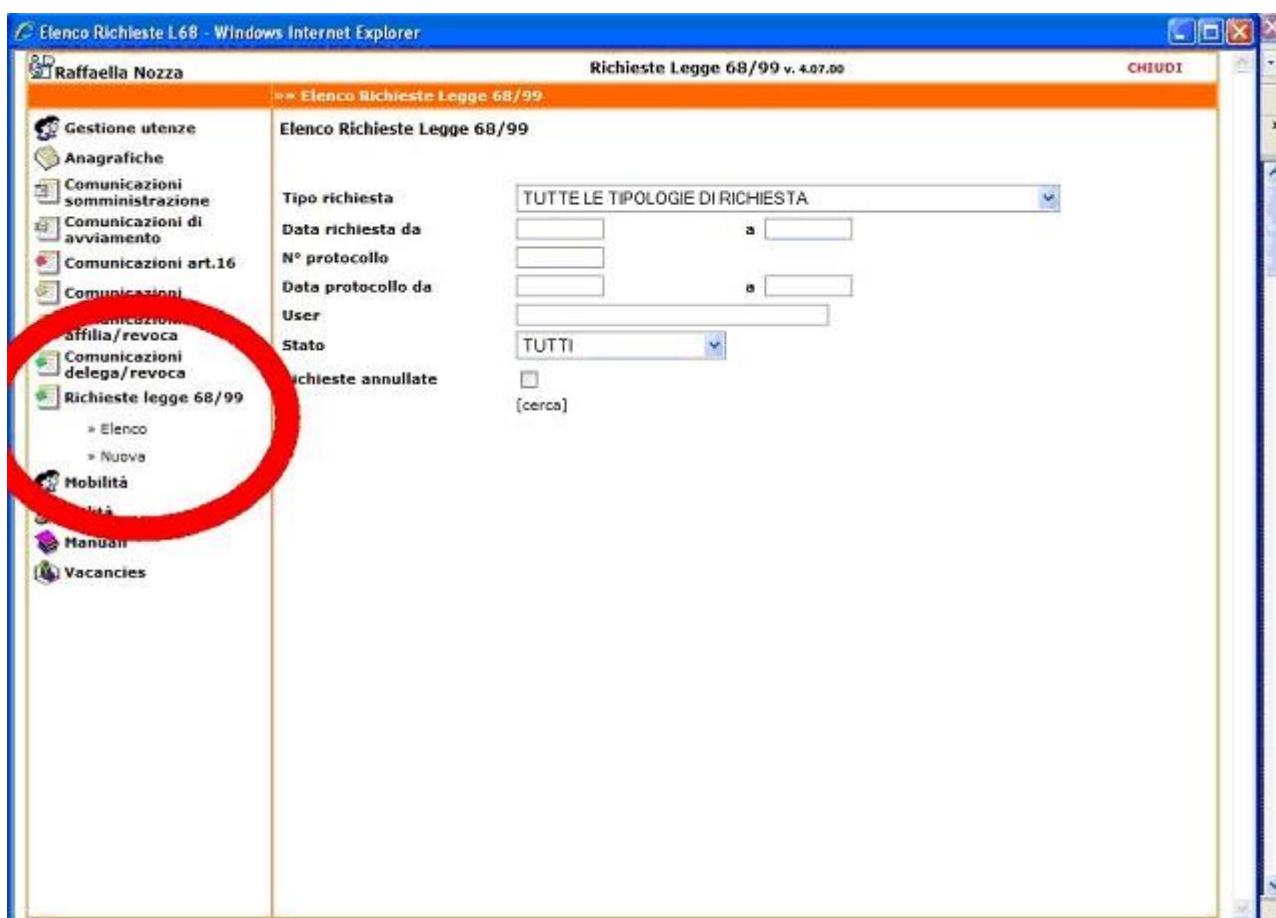 Elenco Richieste L68 - Windows Internet Explorer
Raffaella Nozza
Richieste Legge 68/99 v. 4.07.00
CHIUDI
»» Elenco Richieste Legge 68/99
Gestione utenze
Anagrafiche
Comunicazioni
somministrazione
Comunicazioni di
avviamento
Comunicazioni art.16
Comunicazioni
affilia/revoca
Comunicazioni
delega/revoca
Richieste legge 68/99
» Elenco
» Nuova
Mobilità
Manuali
Vacancies
Elenco Richieste Legge 68/99
Tipo richiesta
TUTTE LE TIPOLOGIE DI RICHIESTA
Data richiesta da
a
N° protocollo
Data protocollo da
a
User
Stato
TUTTI
Richieste annullate
[cerca]